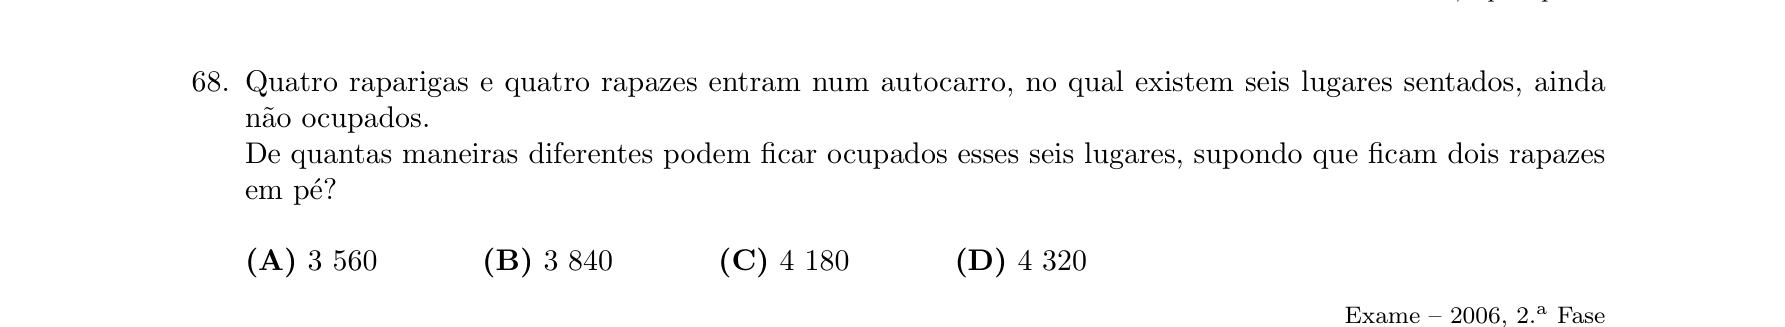 68. Quatro raparigas e quatro rapazes entram num autocarro, no qual existem seis lugares sentados, ainda
não ocupados.
De quantas maneiras diferentes podem ficar ocupados esses seis lugares, supondo que ficam dois rapazes
em pé?
(A) 3 560 (B) 3 840 (C) 4 180 (D) 4 320
Exame – 2006, 2.ª Fase